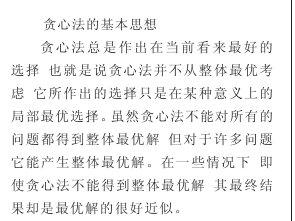 贪心法的基本思想
贪心法总是作出在当前看来最好的
选择 也就是说贪心法并不从整体最优考
虑 它所作出的选择只是在某种意义上的
局部最优选择。虽然贪心法不能对所有的
问题都得到整体最优解 但对于许多问题
它能产生整体最优解。在一些情况下 即
使贪心法不能得到整体最优解 其最终结
果却是最优解的很好近似。